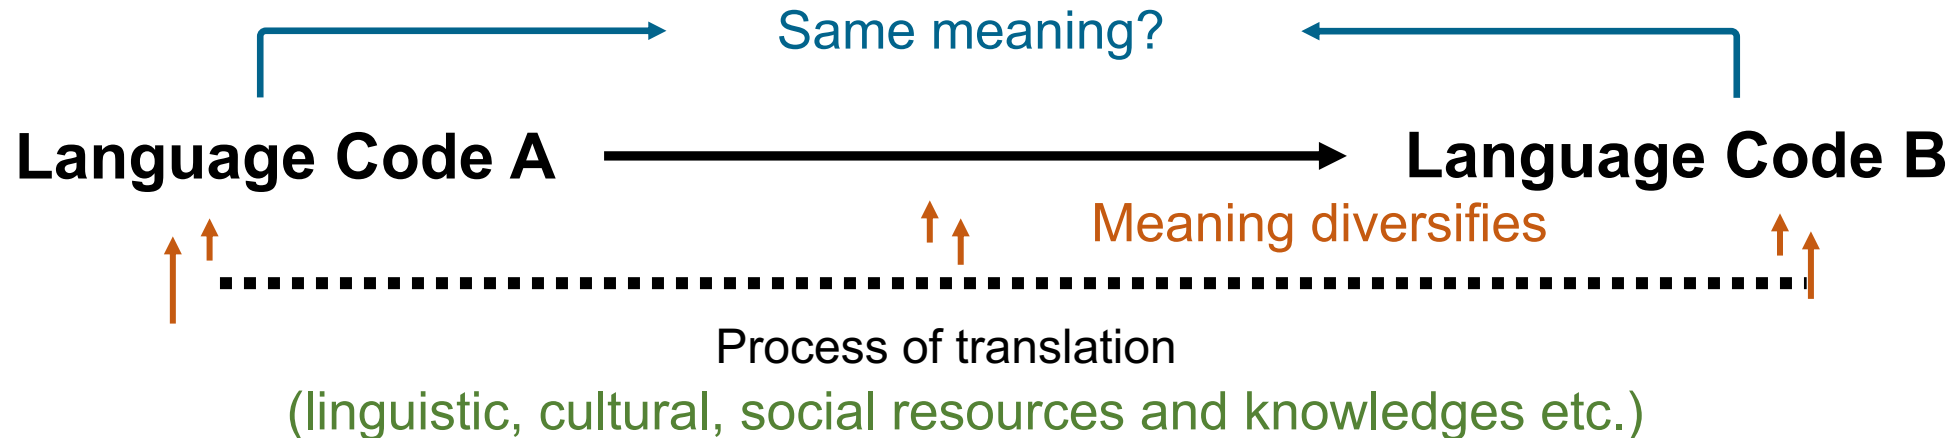 Same meaning?
Language Code A
Language Code B
Meaning diversifies
Process of translation
(linguistic, cultural, social resources and knowledges etc.)